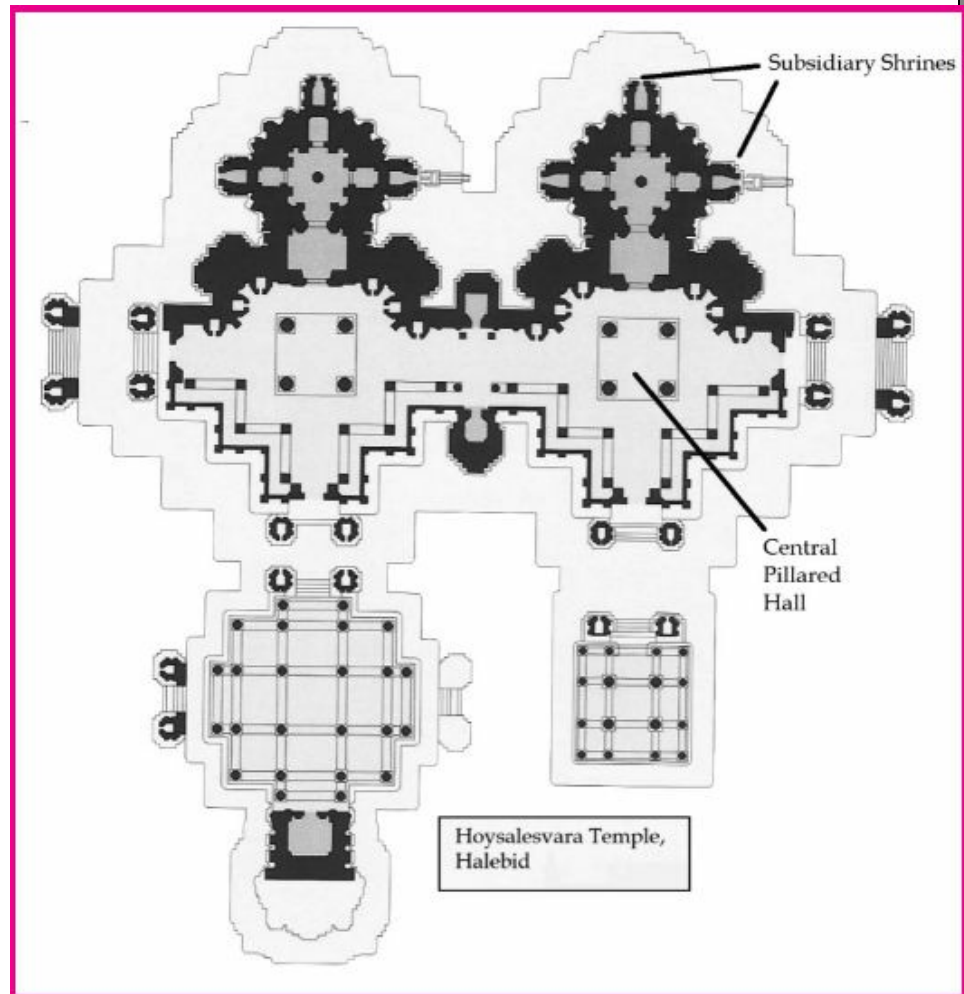 Subsidiary Shrines
Central
Pillared
Hall
Hoysalesvara Temple,
Halebid